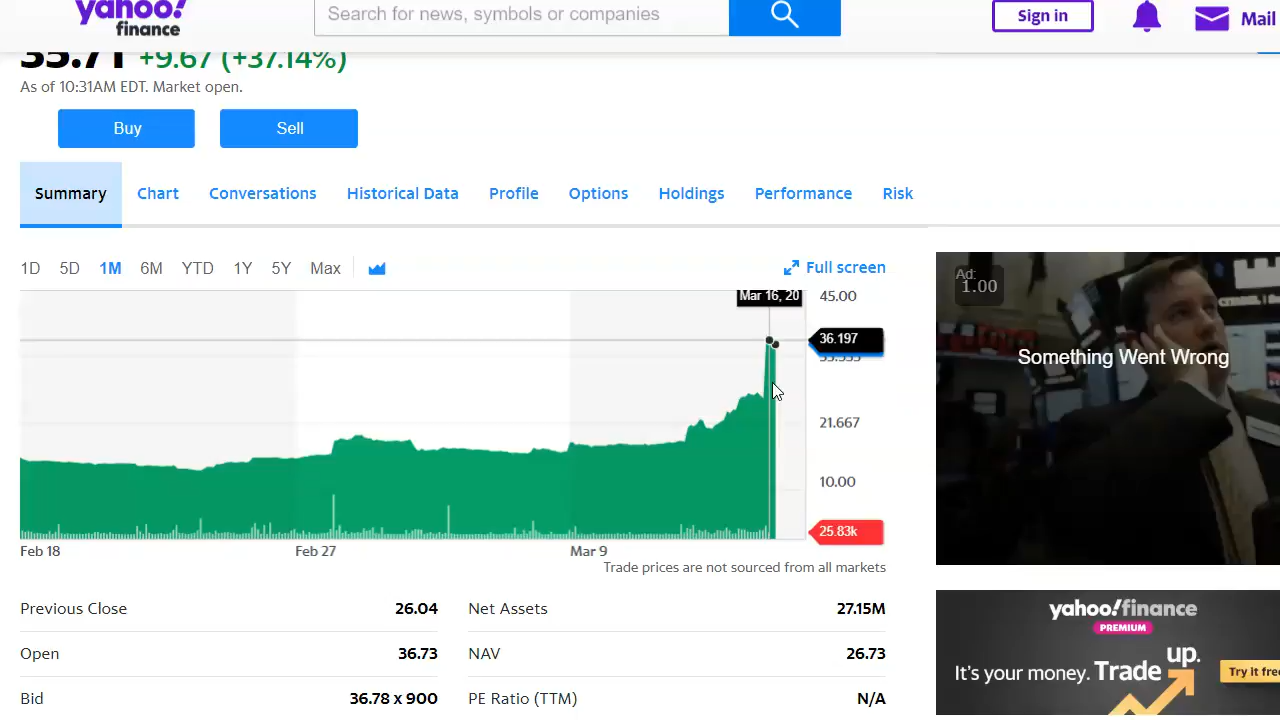 yahoo!
finance
Search for news, symbols or companies
Sign in
Mail
35.71 +9.67 (+37.14%)
As of 10:31AM EDT. Market open.
Buy
Sell
Summary
Chart
Conversations
Historical Data
Profile
Options
Holdings
Performance
Risk
1D 5D 1M 6M YTD 1Y 5Y Max
Full screen
Mar 16, 20
45.00
36.197
33.333
21.667
10.00
25.83k
Feb 18
Feb 27
Mar 9
Trade prices are not sourced from all markets
Previous Close 26.04
Net Assets 27.15M
Open 36.73
NAV 26.73
Bid 36.78 x 900
PE Ratio (TTM) N/A
Ad:
1.00
Something Went Wrong
yahoo!finance
PREMIUM
It's your money. Trade up.
Try it free